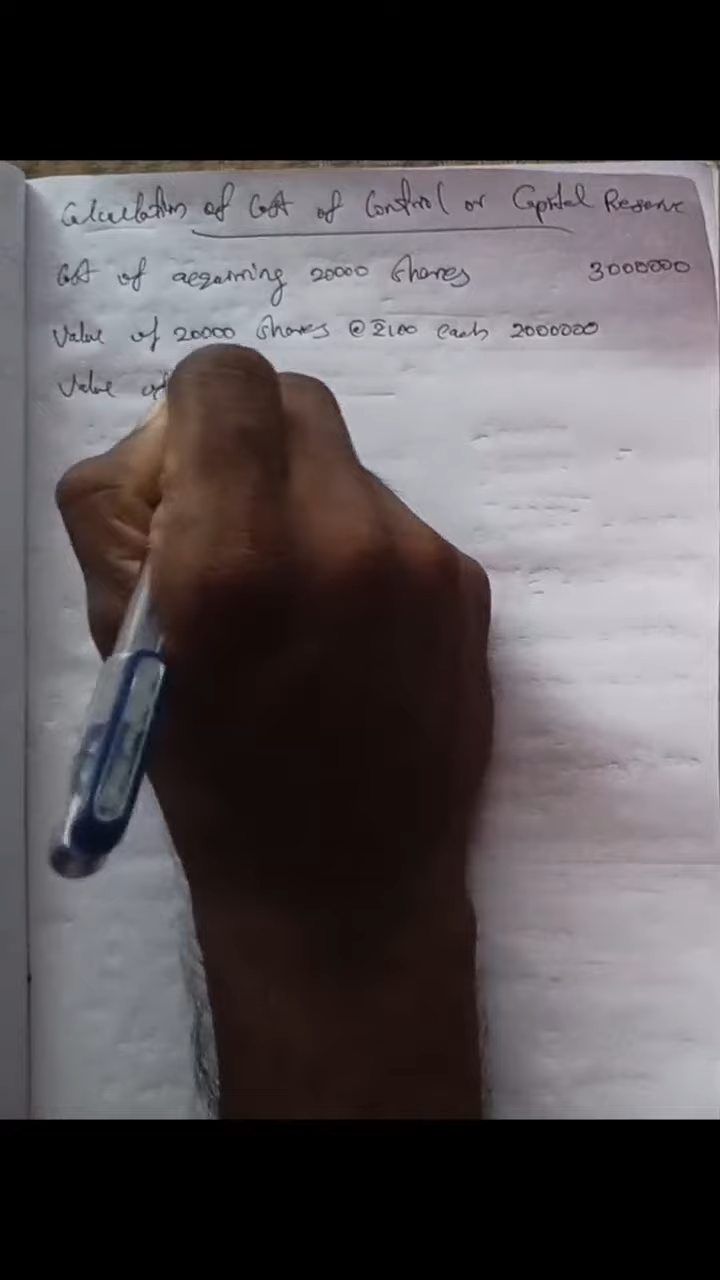 Calculation of Cost of Control or Capital Reserve
Cost of acquiring 20000 shares 3000000
Value of 20000 shares @ ₹100 each 2000000
Value of